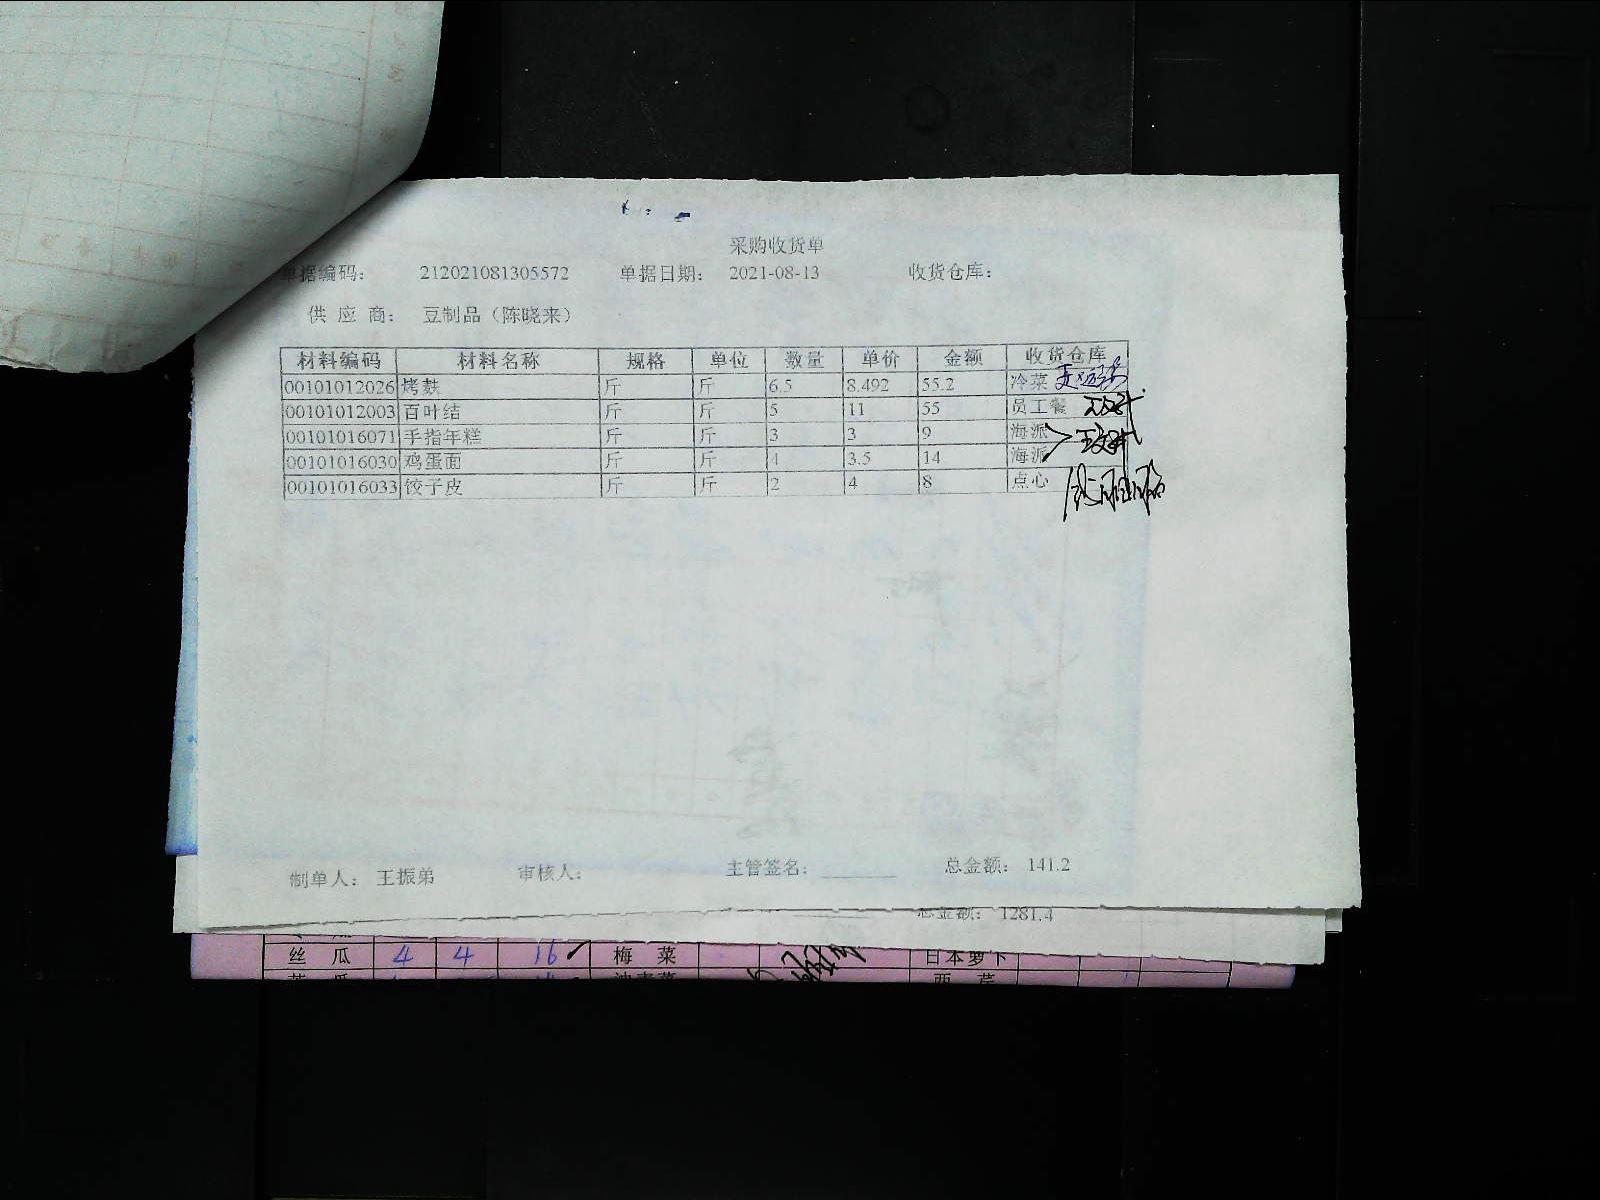 采购收货单
单据编码： 212021081305572 单据日期： 2021-08-13 收货仓库：
供 应 商： 豆制品（陈晓来）
材料编码 材料名称 规格 单位 数量 单价 金额 收货仓库
00101012026 烤麸 斤 斤 6.5 8.492 55.2 冷菜
00101012003 百叶结 斤 斤 5 11 55 员工餐
00101016071 手指年糕 斤 斤 3 3 9 海派
00101016030 鸡蛋面 斤 斤 4 3.5 14 海派
00101016033 饺子皮 斤 斤 2 4 8 点心
制单人： 王振弟 审核人： 主管签名： 总金额： 141.2
总金额： 1281.4
丝 瓜 4 4 16 梅 菜 日本萝卜
西 芹